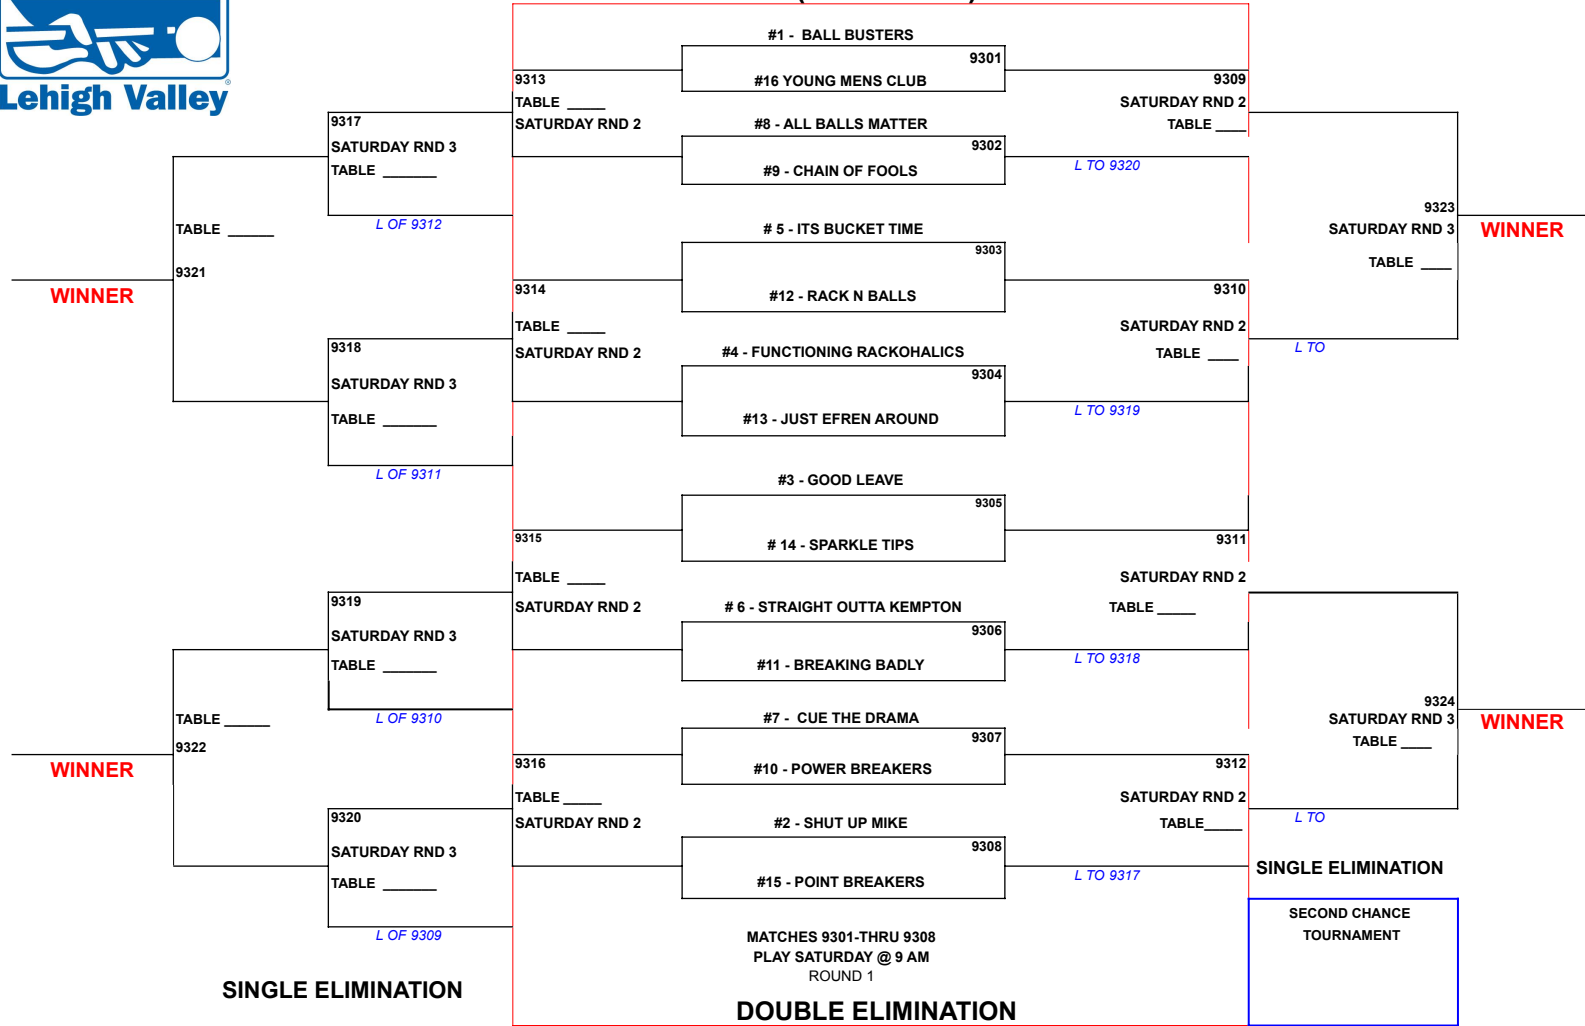 Lehigh Valley®
#1 - BALL BUSTERS
9301
#16 YOUNG MENS CLUB
9313
TABLE _____
SATURDAY RND 2
9309
SATURDAY RND 2
TABLE ____
9317
SATURDAY RND 3
TABLE _______
#8 - ALL BALLS MATTER
9302
#9 - CHAIN OF FOOLS
L TO 9320
L OF 9312
TABLE ______
9321
WINNER
# 5 - ITS BUCKET TIME
9303
#12 - RACK N BALLS
9323
SATURDAY RND 3
TABLE ____
WINNER
9314
TABLE _____
SATURDAY RND 2
9310
SATURDAY RND 2
TABLE ____
L TO
9318
SATURDAY RND 3
TABLE _______
#4 - FUNCTIONING RACKOHALICS
9304
#13 - JUST EFREN AROUND
L TO 9319
L OF 9311
#3 - GOOD LEAVE
9305
# 14 - SPARKLE TIPS
9315
TABLE _____
SATURDAY RND 2
9311
SATURDAY RND 2
TABLE _____
9319
SATURDAY RND 3
TABLE _______
# 6 - STRAIGHT OUTTA KEMPTON
9306
#11 - BREAKING BADLY
L TO 9318
L OF 9310
TABLE ______
9322
WINNER
#7 - CUE THE DRAMA
9307
#10 - POWER BREAKERS
9324
SATURDAY RND 3
TABLE ____
WINNER
9316
TABLE _____
SATURDAY RND 2
9312
SATURDAY RND 2
TABLE_____
L TO
9320
SATURDAY RND 3
TABLE _______
#2 - SHUT UP MIKE
9308
#15 - POINT BREAKERS
L TO 9317
L OF 9309
SINGLE ELIMINATION
SECOND CHANCE
TOURNAMENT
MATCHES 9301-THRU 9308
PLAY SATURDAY @ 9 AM
ROUND 1
SINGLE ELIMINATION
DOUBLE ELIMINATION